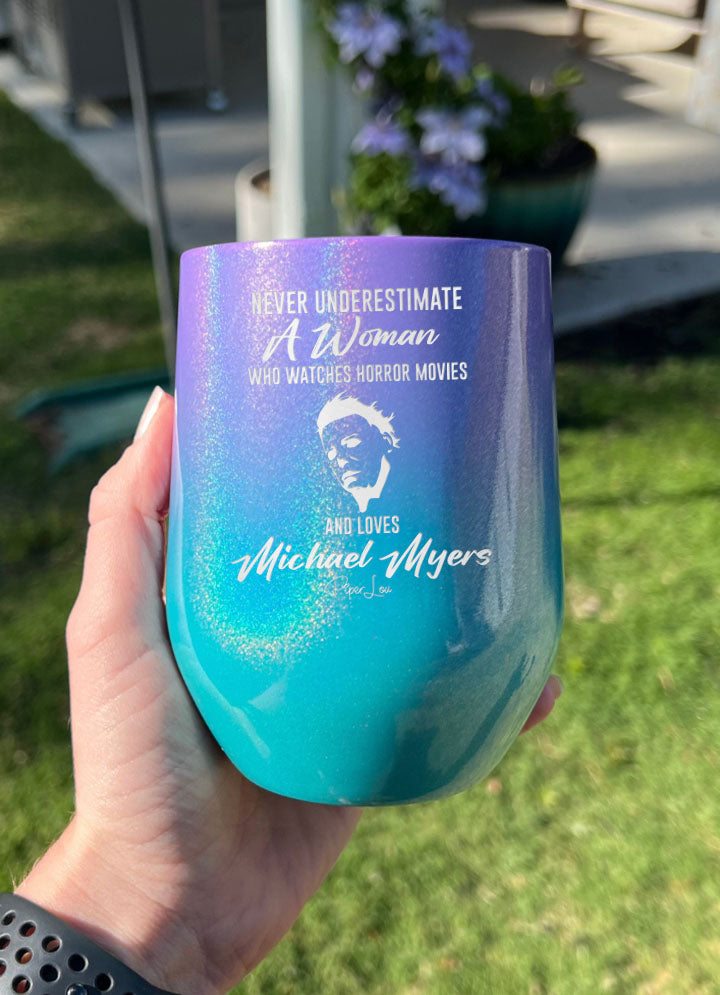 NEVER UNDERESTIMATE
A Woman
WHO WATCHES HORROR MOVIES
AND LOVES
Michael Myers
Piper Lou